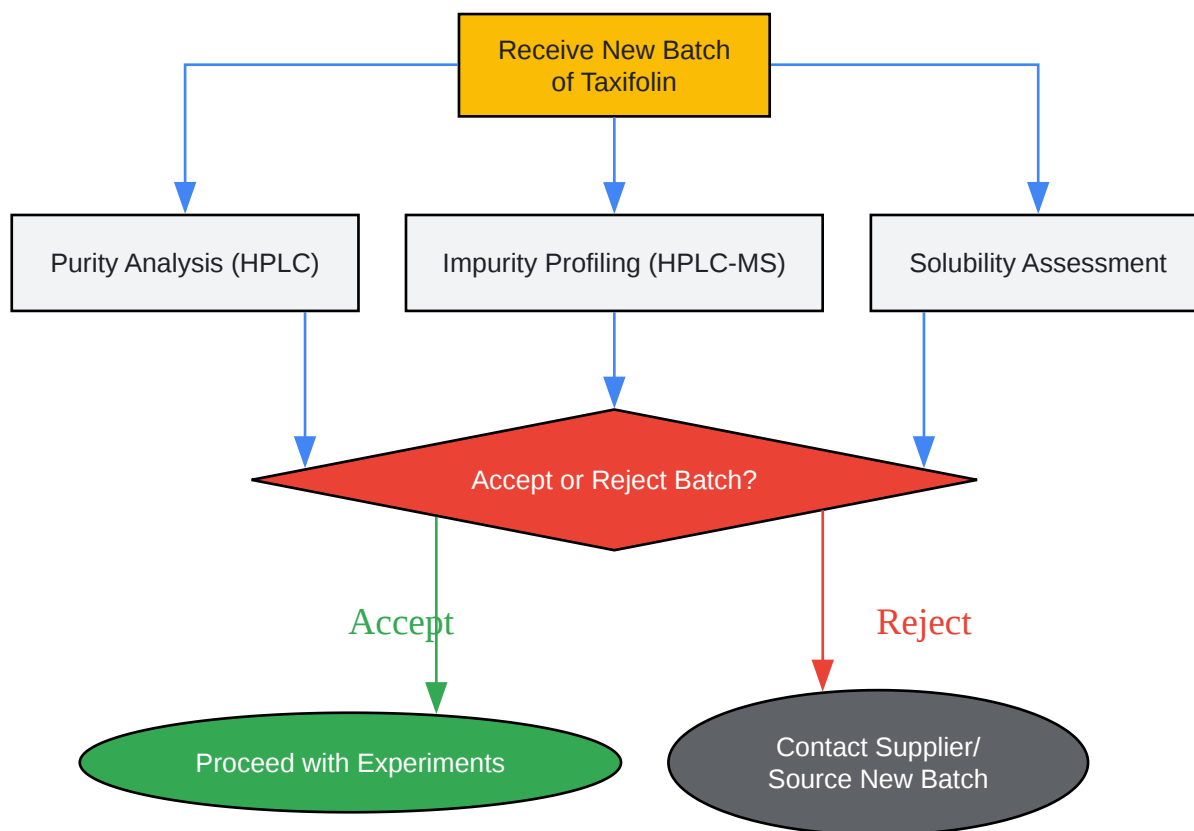 Receive New Batch
of Taxifolin
Purity Analysis (HPLC)
Impurity Profiling (HPLC-MS)
Solubility Assessment
Accept or Reject Batch?
Accept
Reject
Proceed with Experiments
Contact Supplier/
Source New Batch